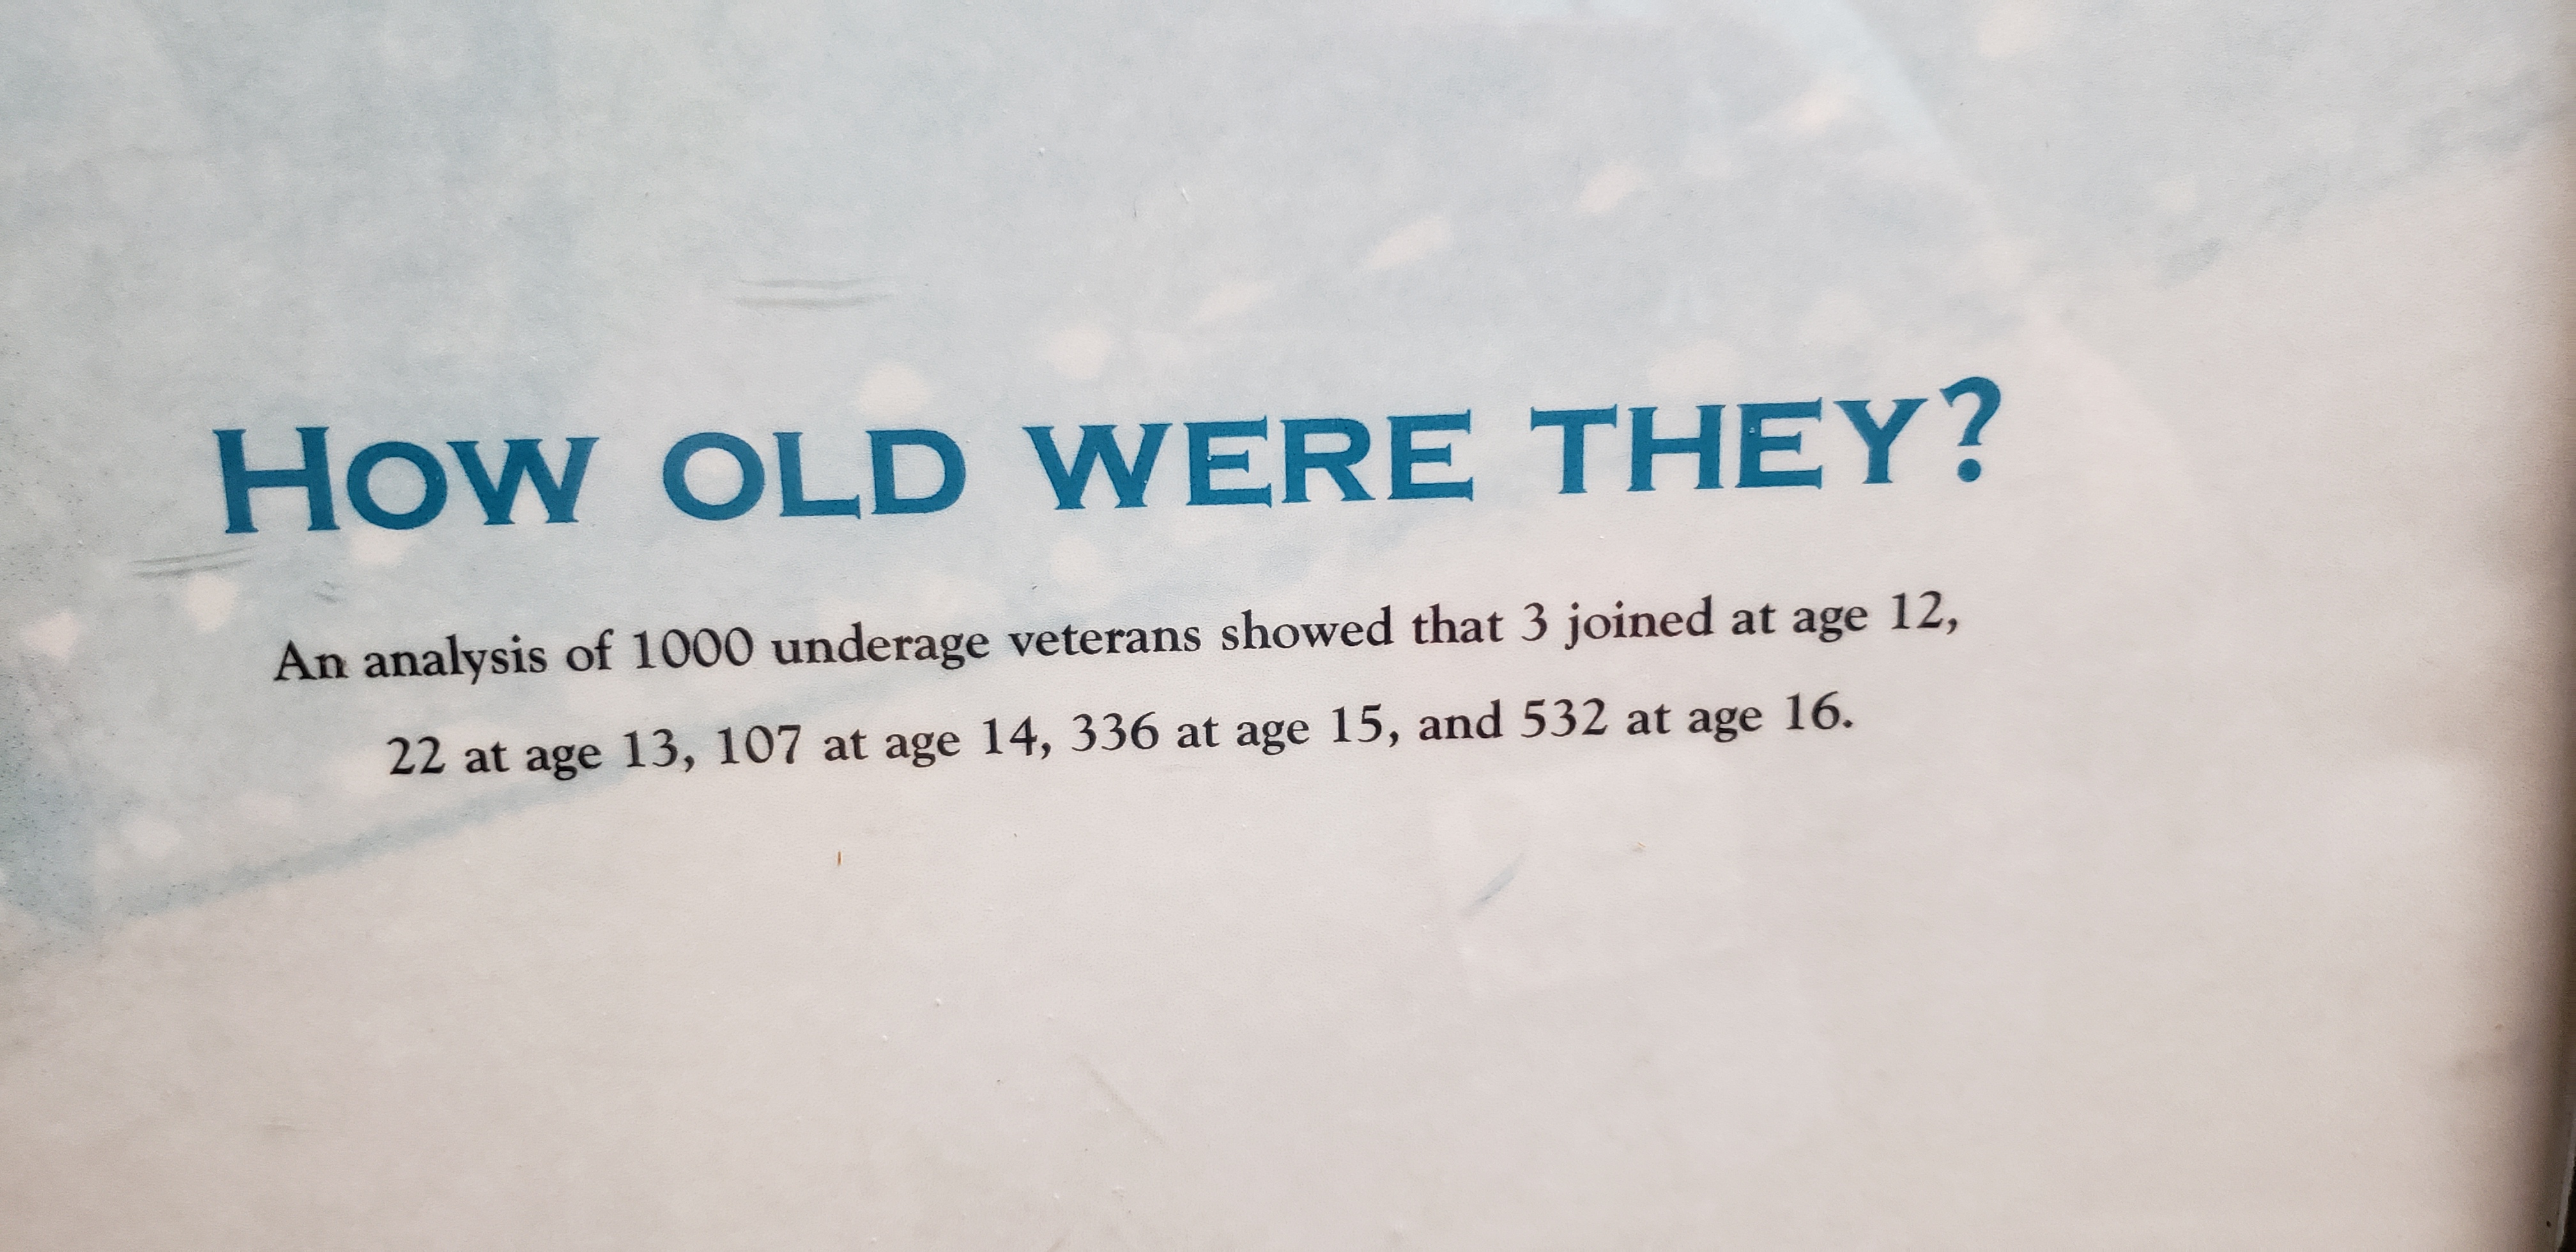 How old were they?
An analysis of 1000 underage veterans showed that 3 joined at age 12,
22 at age 13, 107 at age 14, 336 at age 15, and 532 at age 16.